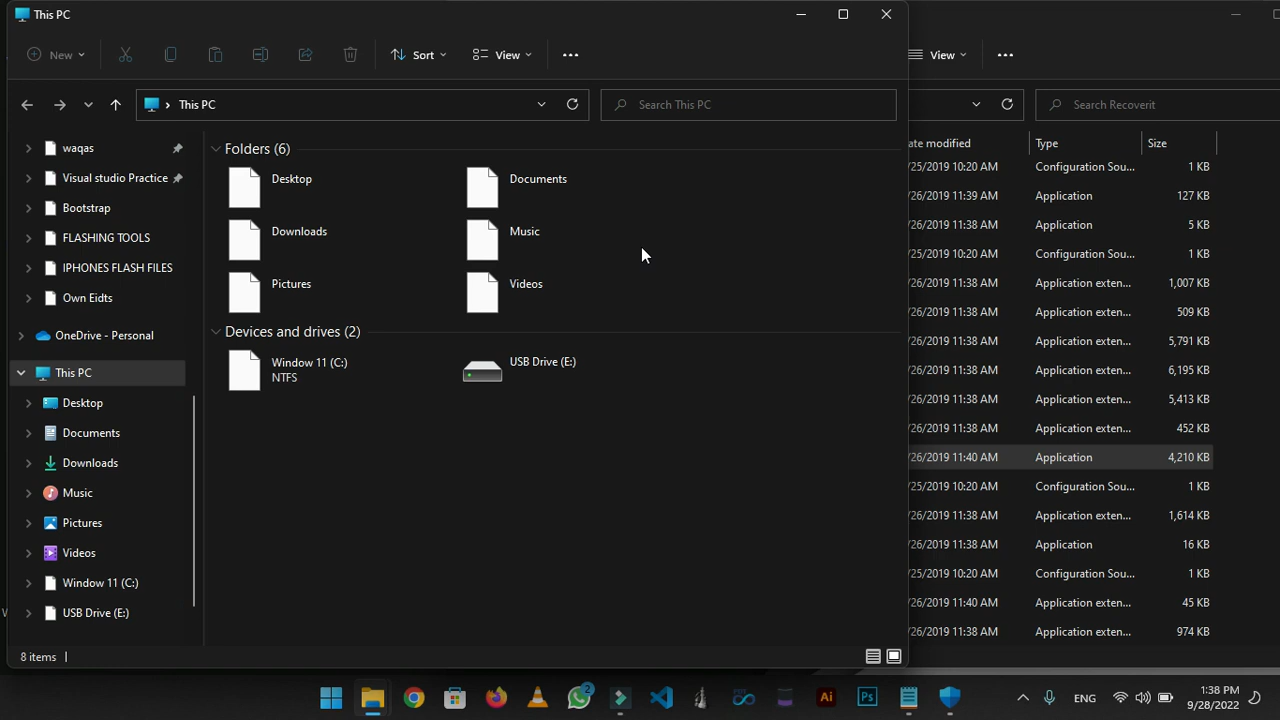 This PC
New
Sort
View
View
This PC
Search This PC
Search Recoverit
waqas
Visual studio Practice
Bootstrap
FLASHING TOOLS
IPHONES FLASH FILES
Own Eidts
OneDrive - Personal
This PC
Desktop
Documents
Downloads
Music
Pictures
Videos
Window 11 (C:)
USB Drive (E:)
Folders (6)
Desktop
Documents
Downloads
Music
Pictures
Videos
Devices and drives (2)
Window 11 (C:)
NTFS
USB Drive (E:)
ate modified Type Size
/25/2019 10:20 AM Configuration Sou... 1 KB
/26/2019 11:39 AM Application 127 KB
/26/2019 11:38 AM Application 5 KB
/25/2019 10:20 AM Configuration Sou... 1 KB
/26/2019 11:38 AM Application exten... 1,007 KB
/26/2019 11:38 AM Application exten... 509 KB
/26/2019 11:38 AM Application exten... 5,791 KB
/26/2019 11:38 AM Application exten... 6,195 KB
/26/2019 11:38 AM Application exten... 5,413 KB
/26/2019 11:38 AM Application exten... 452 KB
/26/2019 11:40 AM Application 4,210 KB
/25/2019 10:20 AM Configuration Sou... 1 KB
/26/2019 11:38 AM Application exten... 1,614 KB
/26/2019 11:38 AM Application 16 KB
/25/2019 10:20 AM Configuration Sou... 1 KB
/26/2019 11:40 AM Application exten... 45 KB
/26/2019 11:38 AM Application exten... 974 KB
8 items
2
Ai
Ps
ENG
1:38 PM
9/28/2022